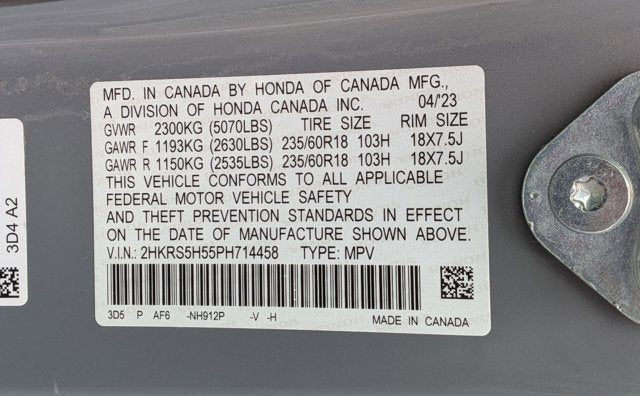 MFD. IN CANADA BY HONDA OF CANADA MFG.,
A DIVISION OF HONDA CANADA INC. 04/23
GVWR 2300KG (5070LBS) TIRE SIZE RIM SIZE
GAWR F 1193KG (2630LBS) 235/60R18 103H 18X7.5J
GAWR R 1150KG (2535LBS) 235/60R18 103H 18X7.5J
THIS VEHICLE CONFORMS TO ALL APPLICABLE
FEDERAL MOTOR VEHICLE SAFETY
AND THEFT PREVENTION STANDARDS IN EFFECT
ON THE DATE OF MANUFACTURE SHOWN ABOVE.
V.I.N: 2HKRS5H55PH714458 TYPE: MPV
3D5 P AF6 -NH912P -V -H MADE IN CANADA
3D4 A2